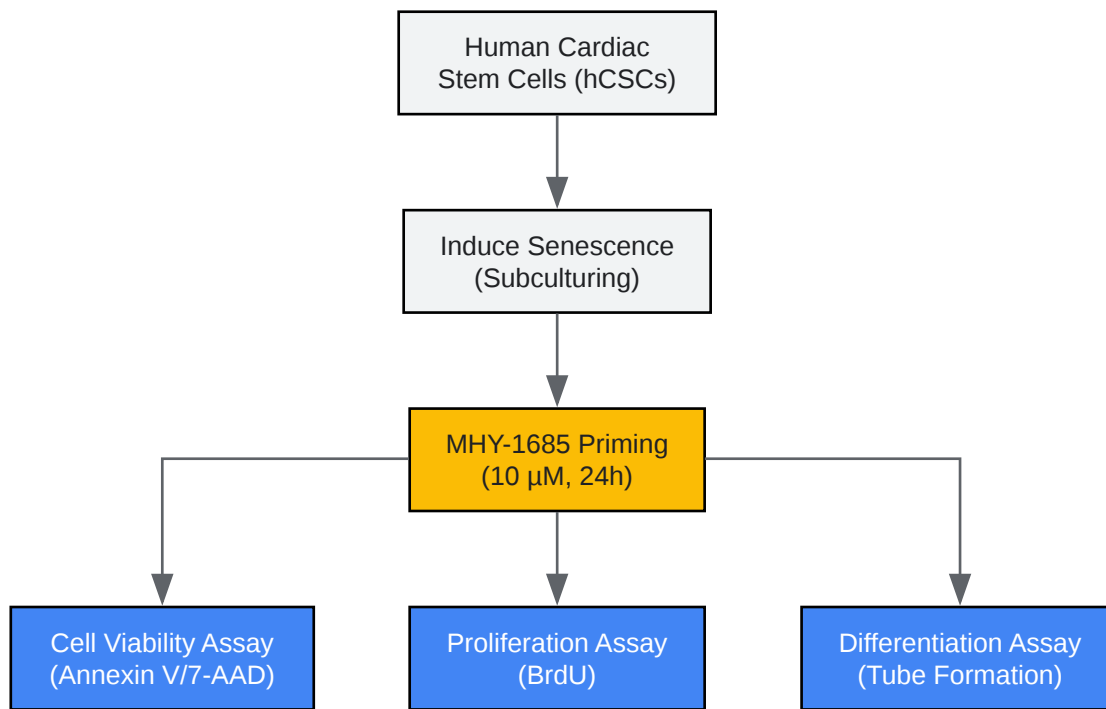 Human Cardiac
Stem Cells (hCSCs)
Induce Senescence
(Subculturing)
MHY-1685 Priming
(10 µM, 24h)
Cell Viability Assay
(Annexin V/7-AAD)
Proliferation Assay
(BrdU)
Differentiation Assay
(Tube Formation)